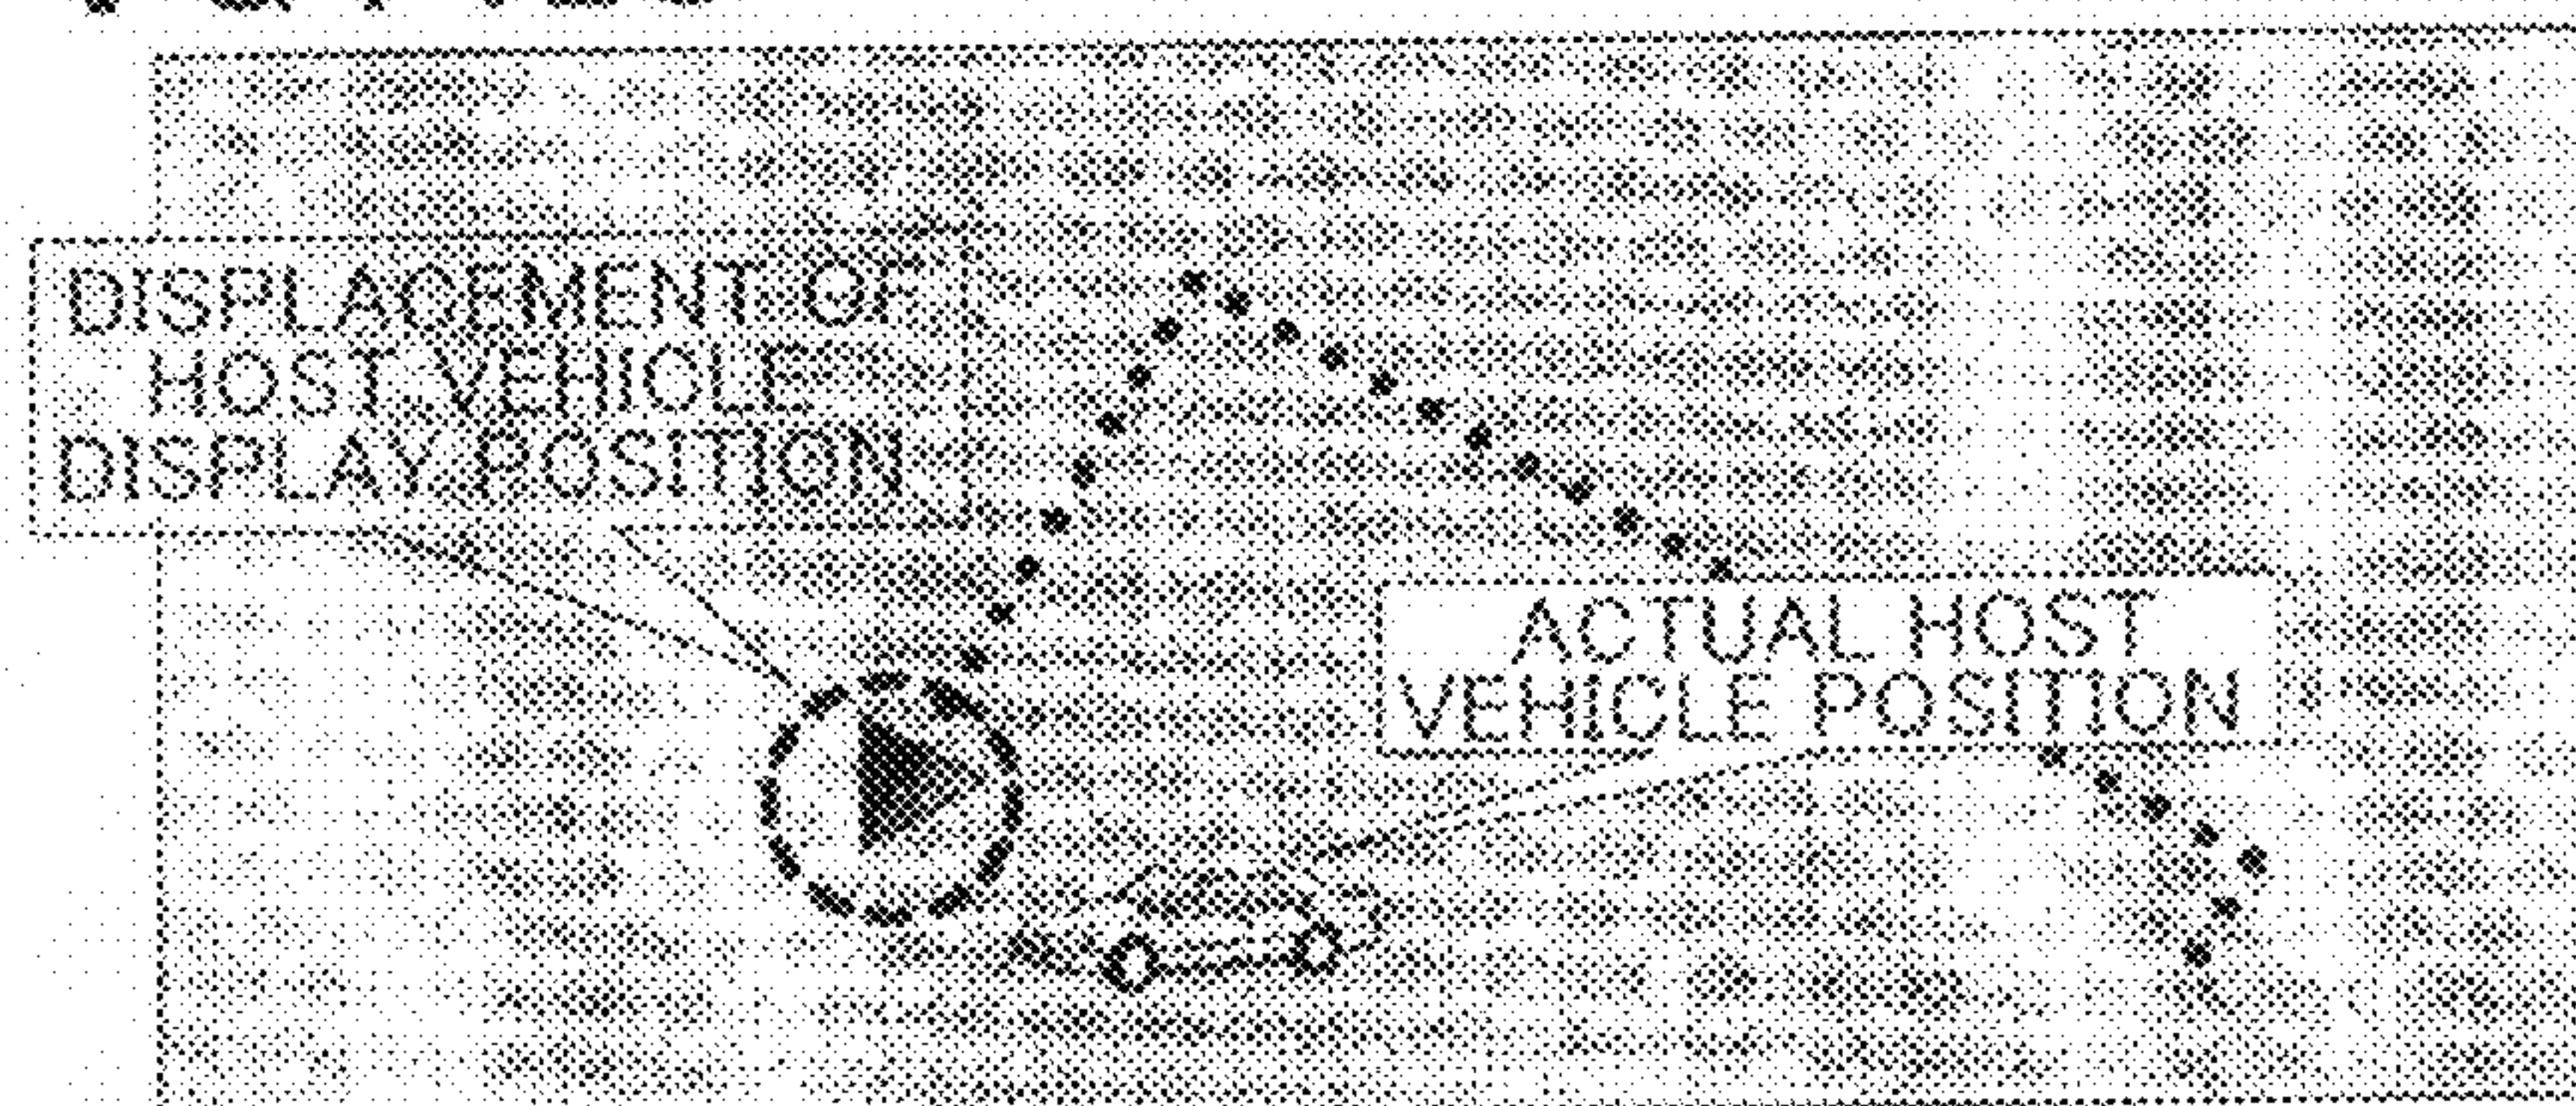 DISPLACEMENT OF
HOST VEHICLE
DISPLAY POSITION
ACTUAL HOST
VEHICLE POSITION